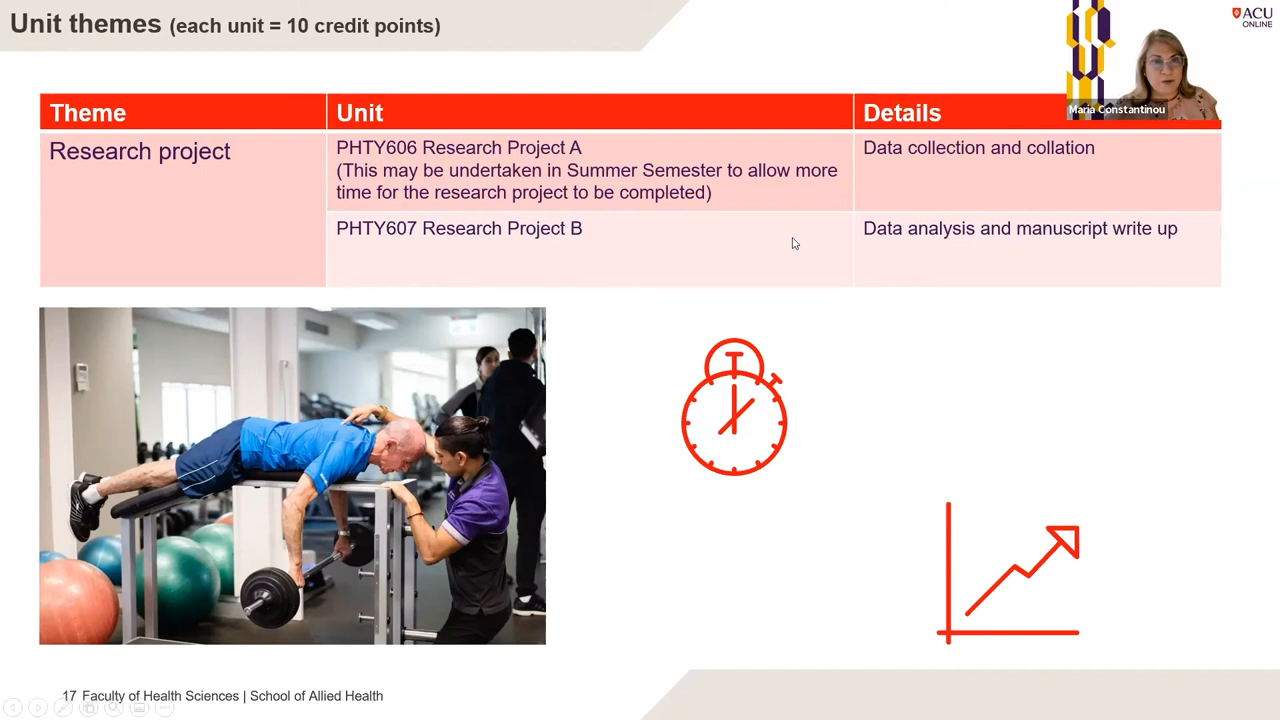 Unit themes (each unit = 10 credit points)
ACU
ONLINE
Maria Constantinou
Theme
Unit
Details
Research project
PHTY606 Research Project A
(This may be undertaken in Summer Semester to allow more
time for the research project to be completed)
Data collection and collation
PHTY607 Research Project B
Data analysis and manuscript write up
17 Faculty of Health Sciences | School of Allied Health